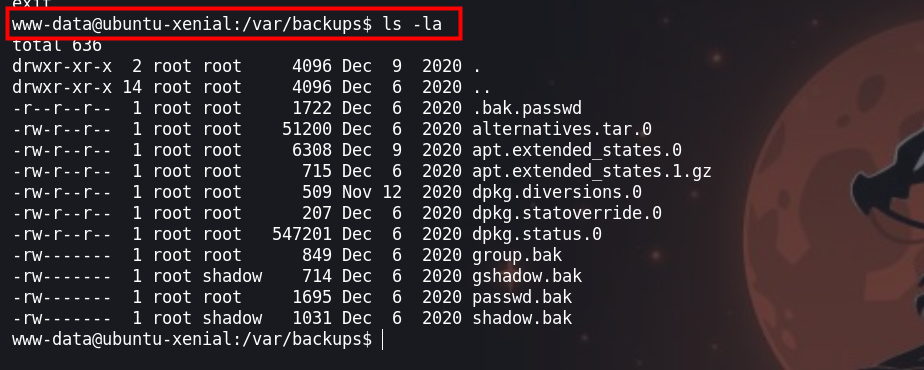 exit
www-data@ubuntu-xenial:/var/backups$ ls -la
total 636
drwxr-xr-x  2 root root     4096 Dec  9  2020 .
drwxr-xr-x 14 root root     4096 Dec  6  2020 ..
-r--r--r--  1 root root     1722 Dec  6  2020 .bak.passwd
-rw-r--r--  1 root root    51200 Dec  6  2020 alternatives.tar.0
-rw-r--r--  1 root root     6308 Dec  9  2020 apt.extended_states.0
-rw-r--r--  1 root root      715 Dec  6  2020 apt.extended_states.1.gz
-rw-r--r--  1 root root      509 Nov 12  2020 dpkg.diversions.0
-rw-r--r--  1 root root      207 Dec  6  2020 dpkg.statoverride.0
-rw-r--r--  1 root root   547201 Dec  6  2020 dpkg.status.0
-rw-------  1 root root      849 Dec  6  2020 group.bak
-rw-------  1 root shadow    714 Dec  6  2020 gshadow.bak
-rw-------  1 root root     1695 Dec  6  2020 passwd.bak
-rw-------  1 root shadow   1031 Dec  6  2020 shadow.bak
www-data@ubuntu-xenial:/var/backups$